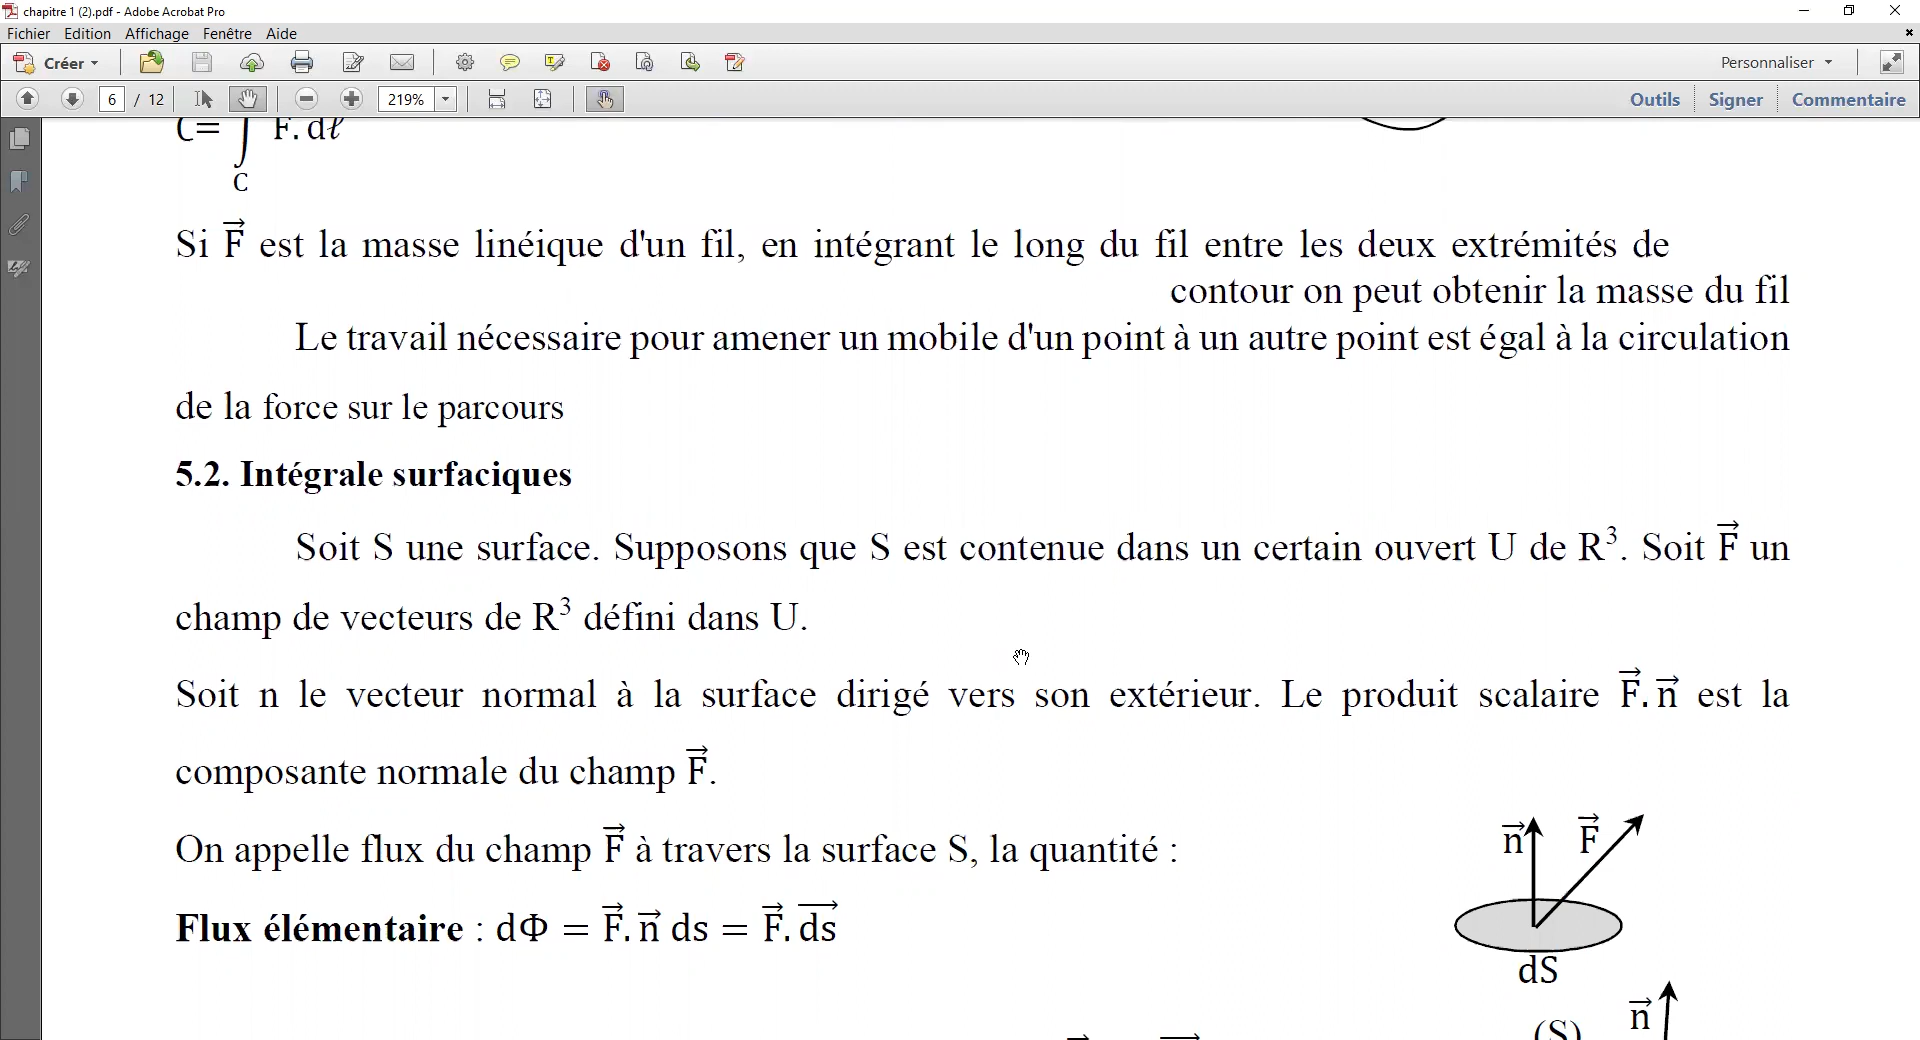 chapitre 1 (2).pdf - Adobe Acrobat Pro
Fichier Edition Affichage Fenêtre Aide
Créer
Personnaliser
6 / 12 219%
Outils Signer Commentaire
C= ∫ F. dℓ
C
Si F⃗ est la masse linéique d'un fil, en intégrant le long du fil entre les deux extrémités de
contour on peut obtenir la masse du fil
Le travail nécessaire pour amener un mobile d'un point à un autre point est égal à la circulation
de la force sur le parcours
5.2. Intégrale surfaciques
Soit S une surface. Supposons que S est contenue dans un certain ouvert U de R³. Soit F⃗ un
champ de vecteurs de R³ défini dans U.
Soit n le vecteur normal à la surface dirigé vers son extérieur. Le produit scalaire F⃗. n⃗ est la
composante normale du champ F⃗.
On appelle flux du champ F⃗ à travers la surface S, la quantité :
n⃗ F⃗
Flux élémentaire : dΦ = F⃗. n⃗ ds = F⃗. d͞s⃗
dS
(S) n⃗